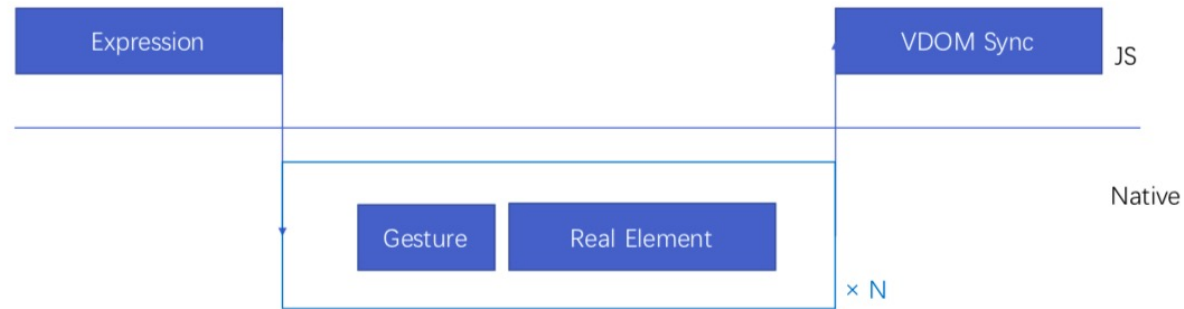 Expression
VDOM Sync
JS
Native
Gesture
Real Element
× N